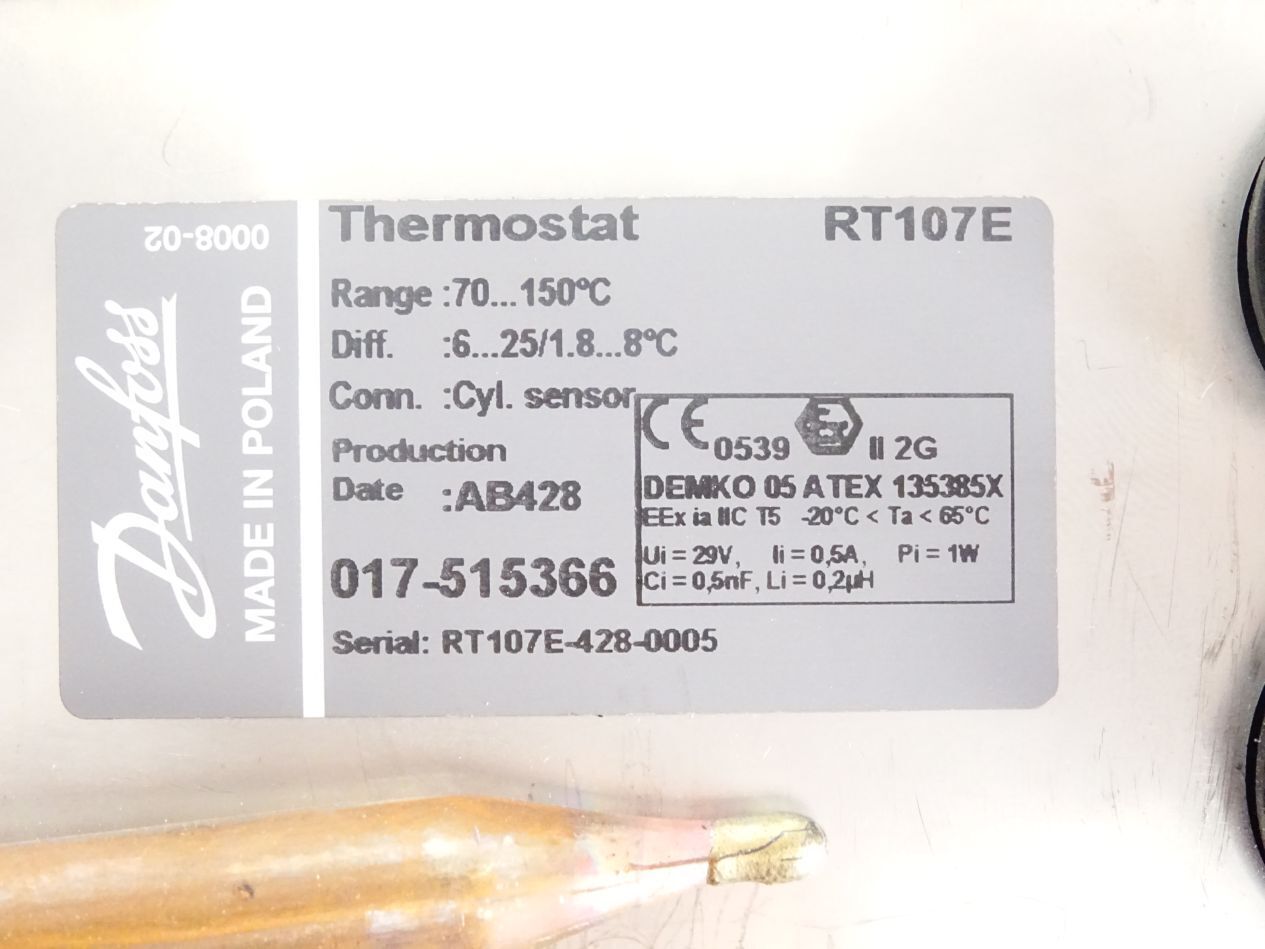 Danfoss
MADE IN POLAND
0008-02
Thermostat RT107E
Range :70...150°C
Diff. :6...25/1.8...8°C
Conn. :Cyl. sensor
Production
Date :AB428
017-515366
Serial: RT107E-428-0005
CE 0539 Ex II 2G
DEMKO 05 ATEX 135385X
EEx ia IIC T5 -20°C < Ta < 65°C
Ui = 29V, Ii = 0,5A, Pi = 1W
Ci = 0,5nF, Li = 0,2µH